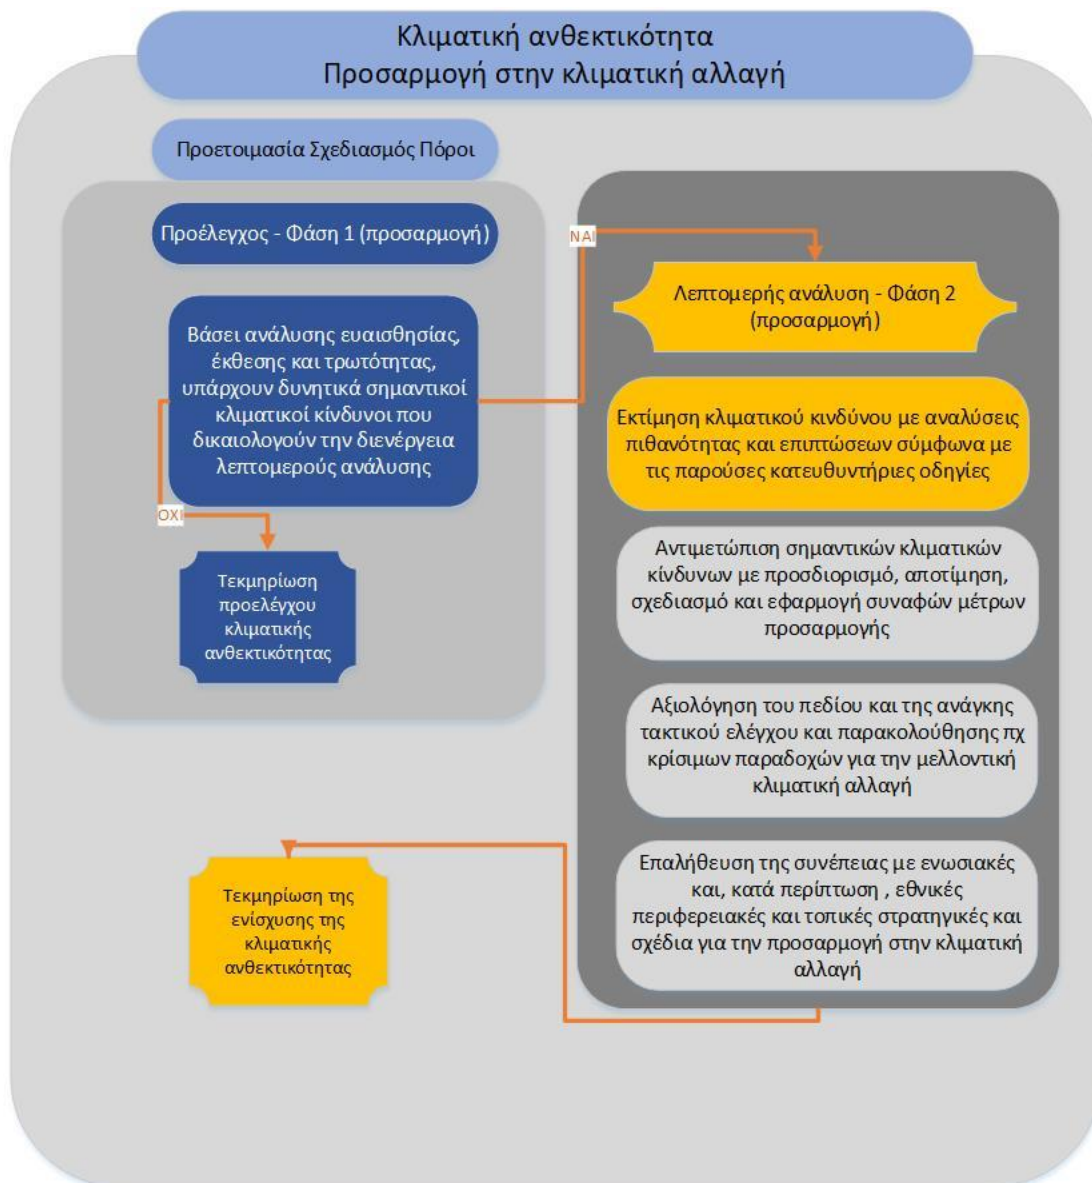 Κλιματική ανθεκτικότητα
Προσαρμογή στην κλιματική αλλαγή
Προετοιμασία Σχεδιασμός Πόροι
Προέλεγχος - Φάση 1 (προσαρμογή)
Βάσει ανάλυσης ευαισθησίας,
έκθεσης και τρωτότητας,
υπάρχουν δυνητικά σημαντικοί
κλιματικοί κίνδυνοι που
δικαιολογούν την διενέργεια
λεπτομερούς ανάλυσης
ΟΧΙ
Τεκμηρίωση
προελέγχου
κλιματικής
ανθεκτικότητας
ΝΑΙ
Λεπτομερής ανάλυση - Φάση 2
(προσαρμογή)
Εκτίμηση κλιματικού κινδύνου με αναλύσεις
πιθανότητας και επιπτώσεων σύμφωνα με
τις παρούσες κατευθυντήριες οδηγίες
Αντιμετώπιση σημαντικών κλιματικών
κίνδυνων με προσδιορισμό, αποτίμηση,
σχεδιασμό και εφαρμογή συναφών μέτρων
προσαρμογής
Αξιολόγηση του πεδίου και της ανάγκης
τακτικού ελέγχου και παρακολούθησης πχ
κρίσιμων παραδοχών για την μελλοντική
κλιματική αλλαγή
Επαλήθευση της συνέπειας με ενωσιακές
και, κατά περίπτωση , εθνικές
περιφερειακές και τοπικές στρατηγικές και
σχέδια για την προσαρμογή στην κλιματική
αλλαγή
Τεκμηρίωση της
ενίσχυσης της
κλιματικής
ανθεκτικότητας